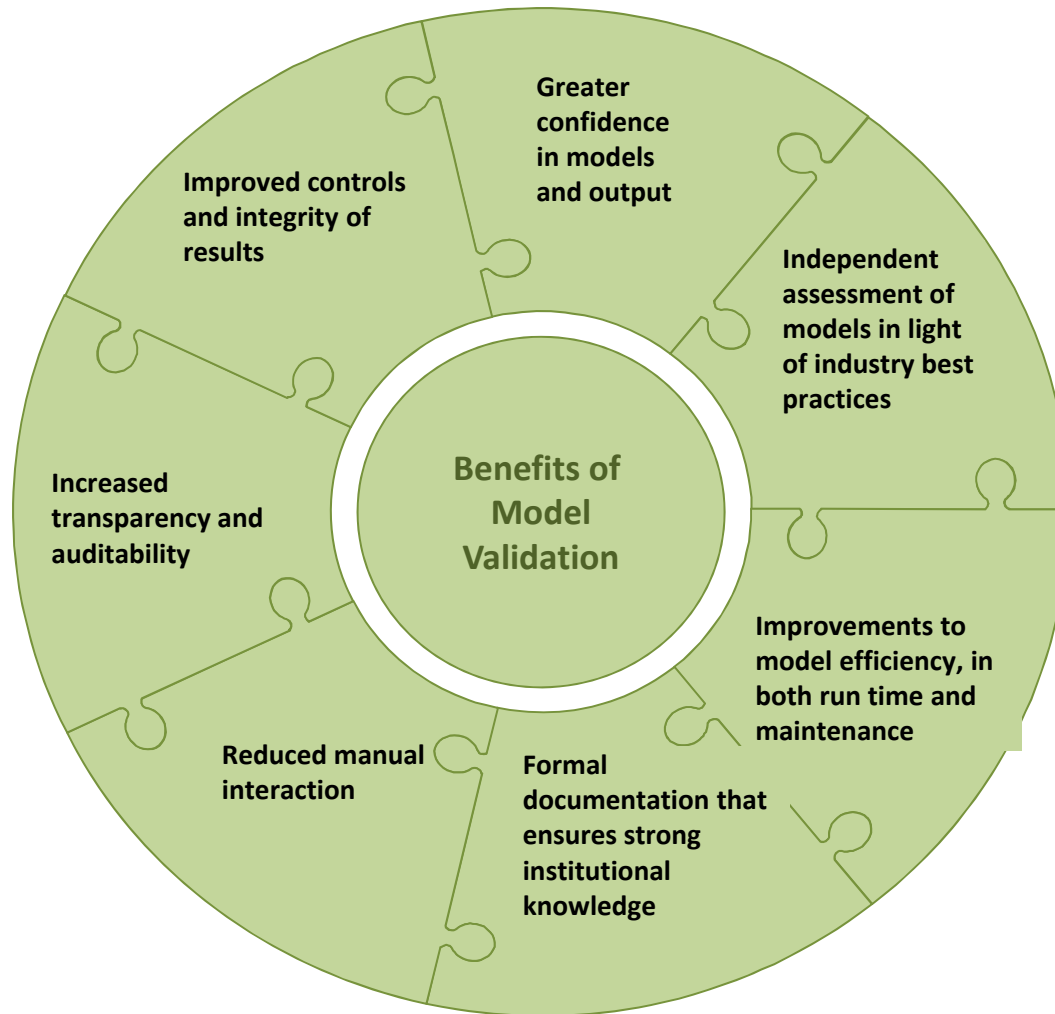 Greater
confidence
in models
and output
Independent
assessment of
models in light
of industry best
practices
Improvements to
model efficiency, in
both run time and
maintenance
Formal
documentation that
ensures strong
institutional
knowledge
Reduced manual
interaction
Increased
transparency and
auditability
Improved controls
and integrity of
results
Benefits of
Model
Validation